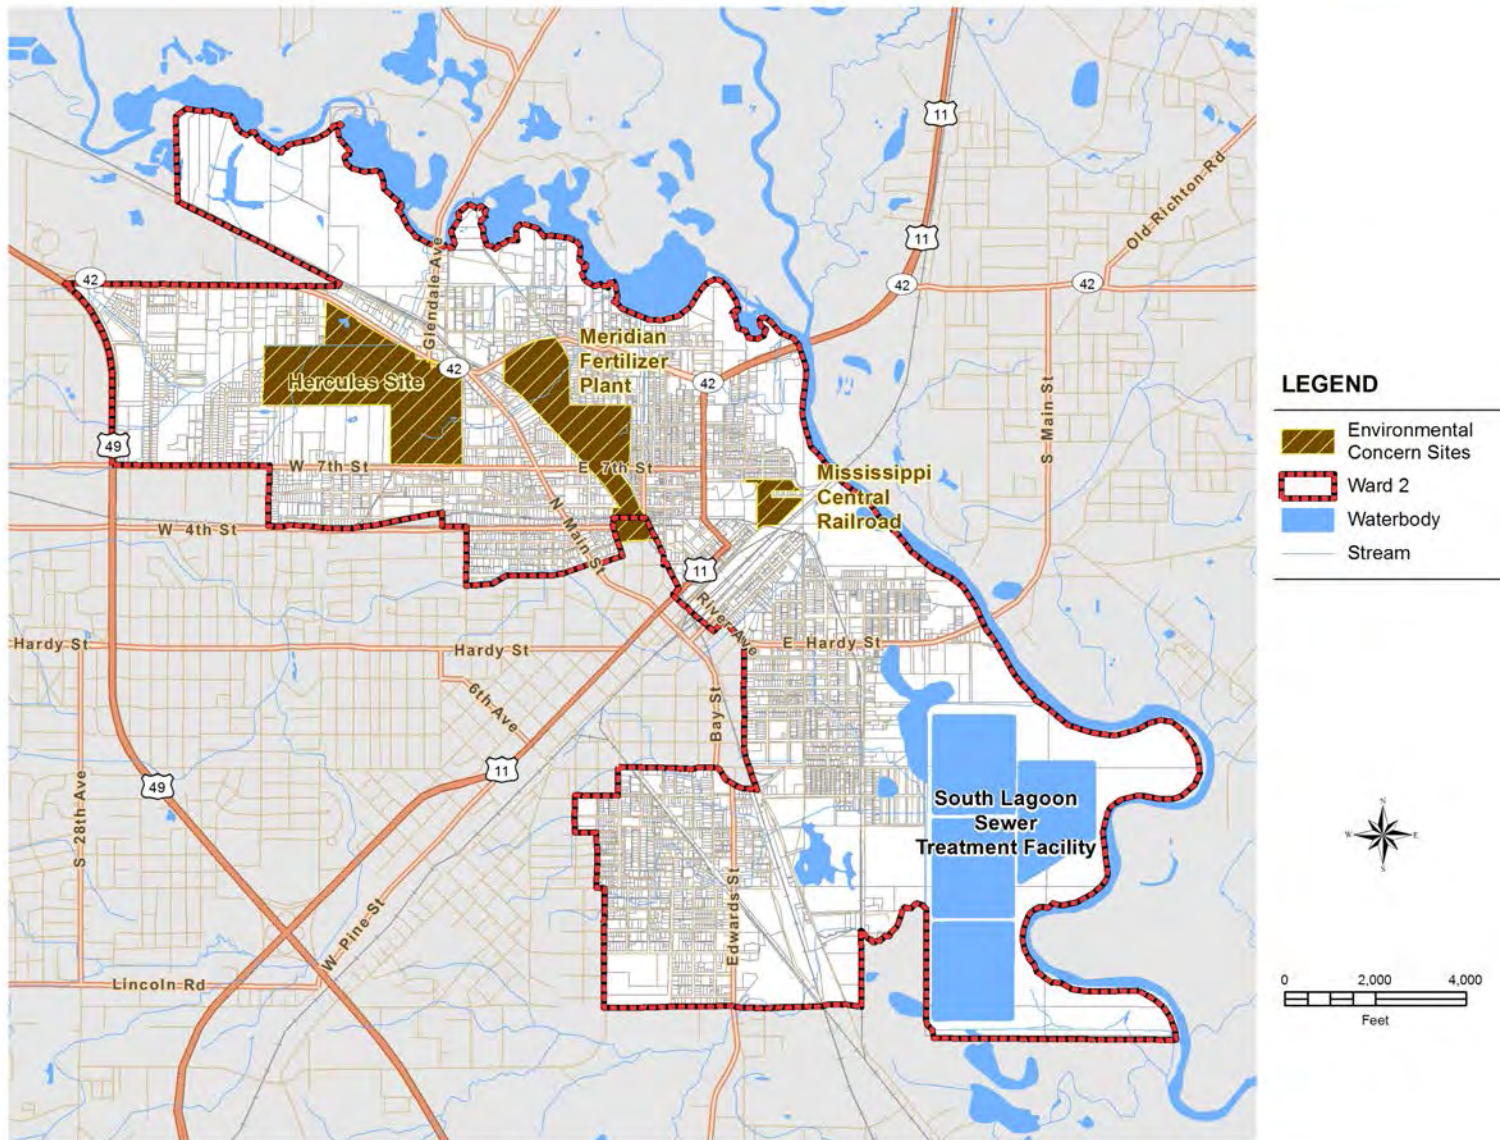 11
Old Richton Rd
11
42
42
42
Glendale Ave
Meridian
Fertilizer
Plant
Hercules Site
42
42
S Main St
49
W 7th St
E 7th St
Mississippi
Central
Railroad
W 4th St
N Main St
11
River Ave
Hardy St
Hardy St
E Hardy St
6th Ave
Bay St
11
49
S 28th Ave
South Lagoon
Sewer
Treatment Facility
Edwards St
W Pine St
Lincoln Rd
LEGEND
Environmental
Concern Sites
Ward 2
Waterbody
Stream
N
W
E
S
0
2,000
4,000
Feet